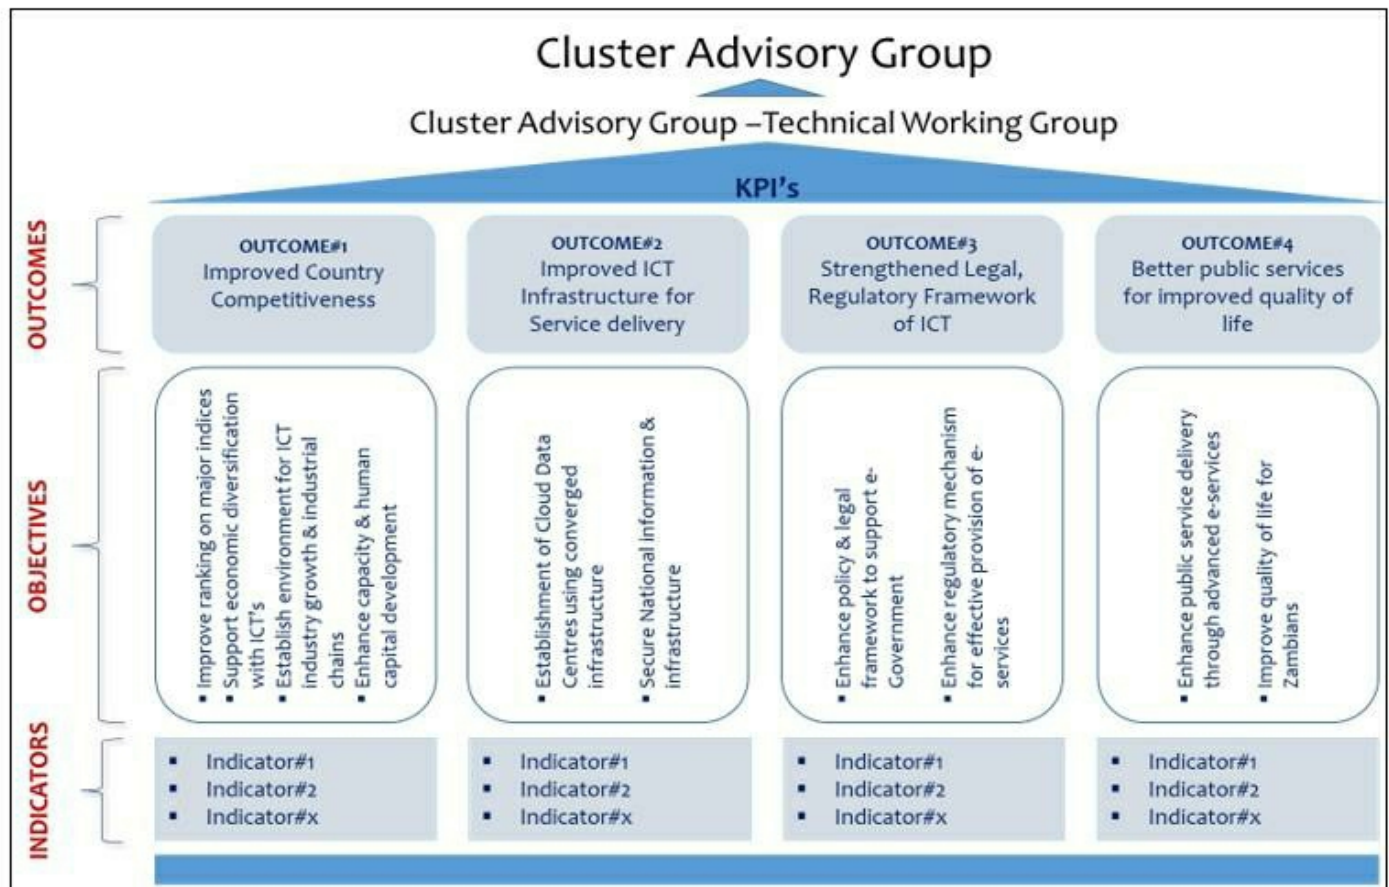 Cluster Advisory Group
Cluster Advisory Group –Technical Working Group
KPI's
OUTCOMES
OUTCOME#1
Improved Country
Competitiveness
OUTCOME#2
Improved ICT
Infrastructure for
Service delivery
OUTCOME#3
Strengthened Legal,
Regulatory Framework
of ICT
OUTCOME#4
Better public services
for improved quality of
life
OBJECTIVES
▪ Improve ranking on major indices
▪ Support economic diversification
with ICT's
▪ Establish environment for ICT
industry growth & industrial
chains
▪ Enhance capacity & human
capital development
▪ Establishment of Cloud Data
Centres using converged
infrastructure
▪ Secure National information &
infrastructure
▪ Enhance policy & legal
framework to support e-
Government
▪ Enhance regulatory mechanism
for effective provision of e-
services
▪ Enhance public service delivery
through advanced e-services
▪ Improve quality of life for
Zambians
INDICATORS
▪ Indicator#1
▪ Indicator#2
▪ Indicator#x
▪ Indicator#1
▪ Indicator#2
▪ Indicator#x
▪ Indicator#1
▪ Indicator#2
▪ Indicator#x
▪ Indicator#1
▪ Indicator#2
▪ Indicator#x